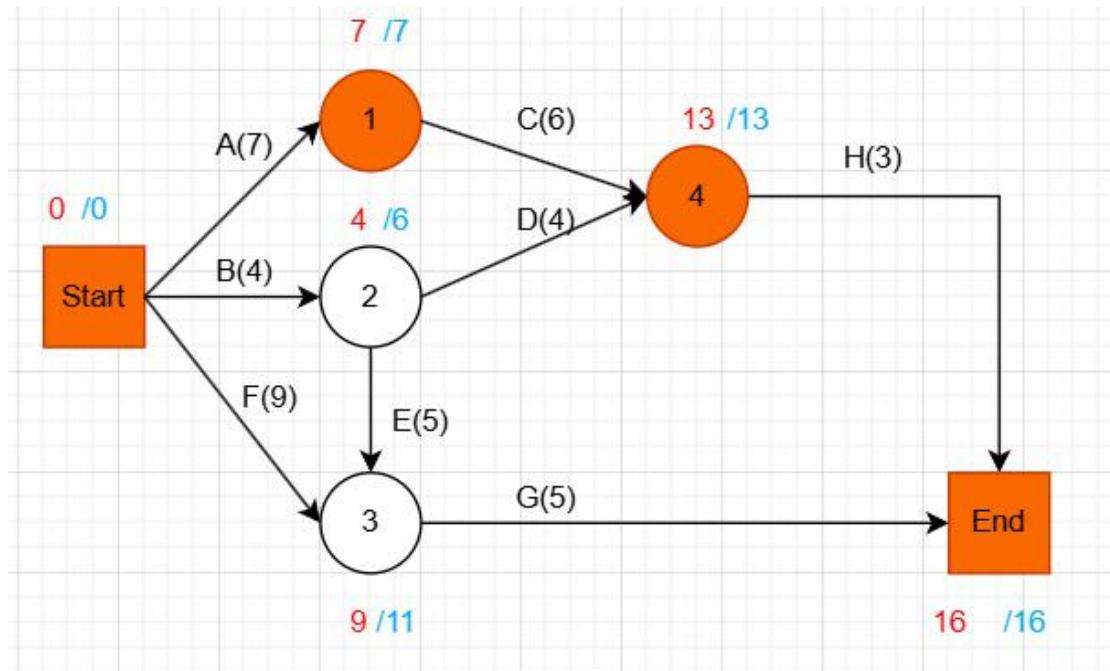 7 /7
C(6)
13 /13
1
A(7)
H(3)
0 /0
4 /6
D(4)
4
B(4)
Start
2
F(9)
E(5)
G(5)
3
End
9 /11
16 /16